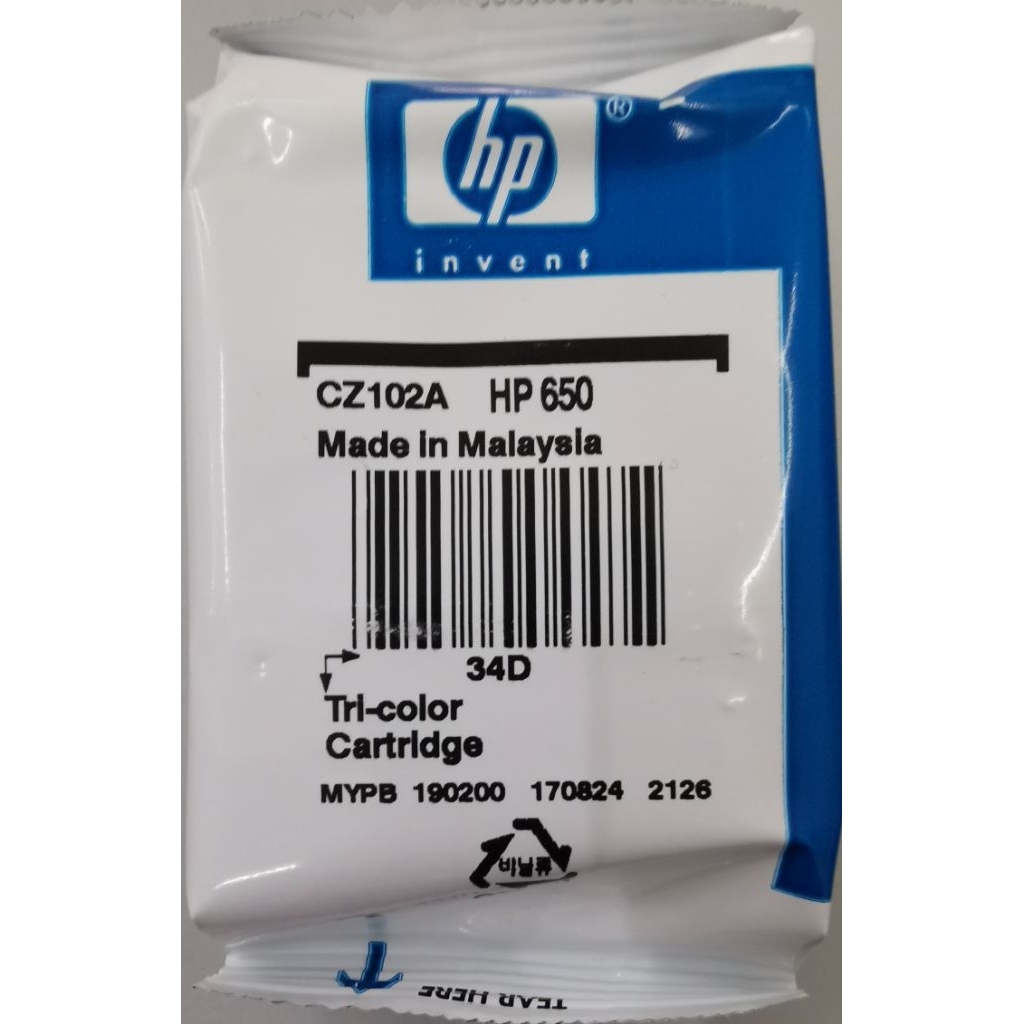 hp®
invent
CZ102A HP 650
Made in Malaysia
34D
Tri-color
Cartridge
MYPB 190200 170824 2126
비닐류
TEAR HERE